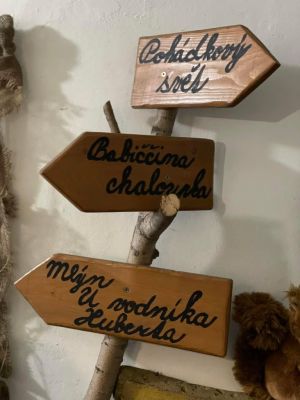 Pohádkový
svět
Babiččina
chaloupka
Mlýn
U vodníka
Huberta